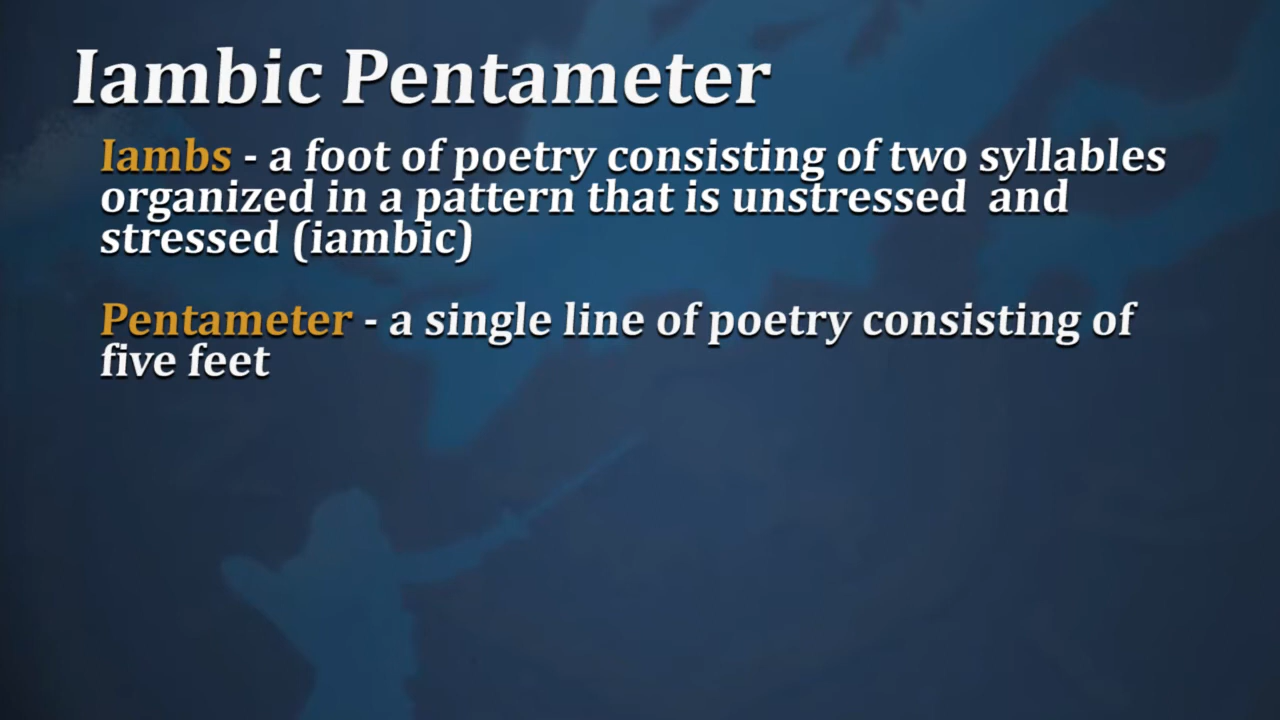 Iambic Pentameter
Iambs - a foot of poetry consisting of two syllables
organized in a pattern that is unstressed  and
stressed (iambic)
Pentameter - a single line of poetry consisting of
five feet